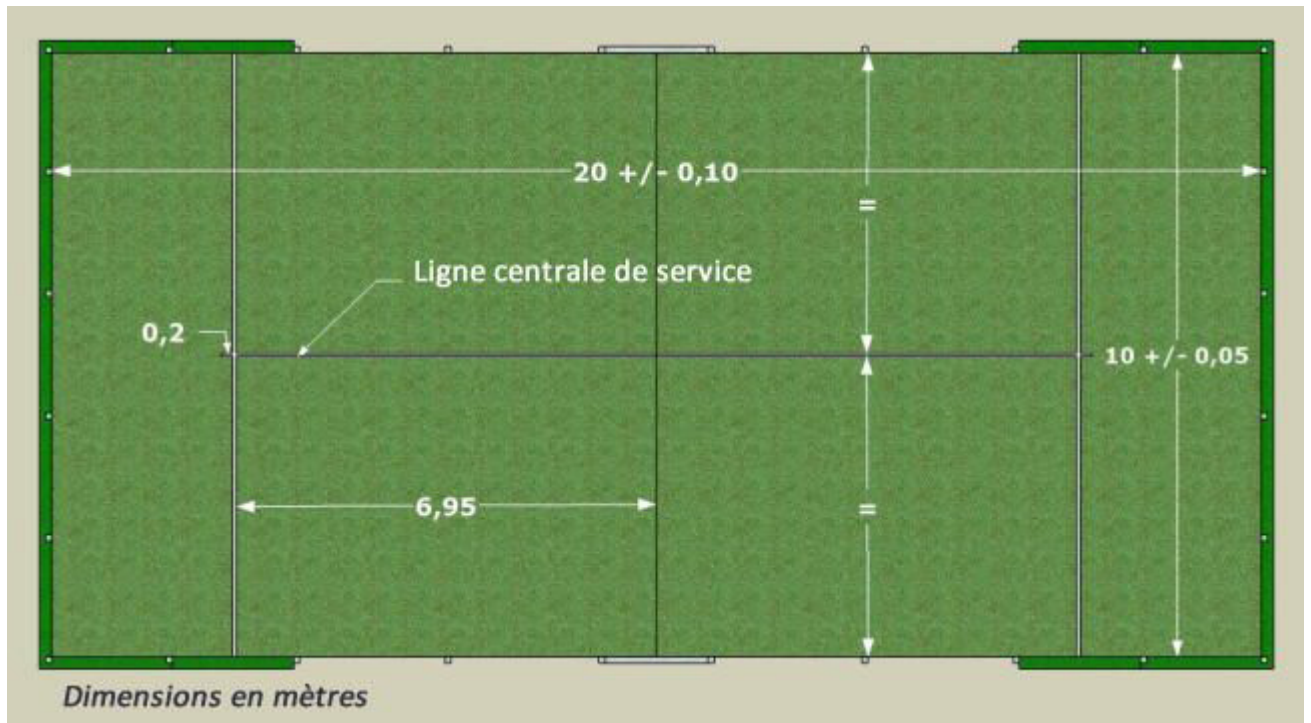 20 +/- 0,10
=
Ligne centrale de service
0,2
10 +/- 0,05
6,95
=
Dimensions en mètres